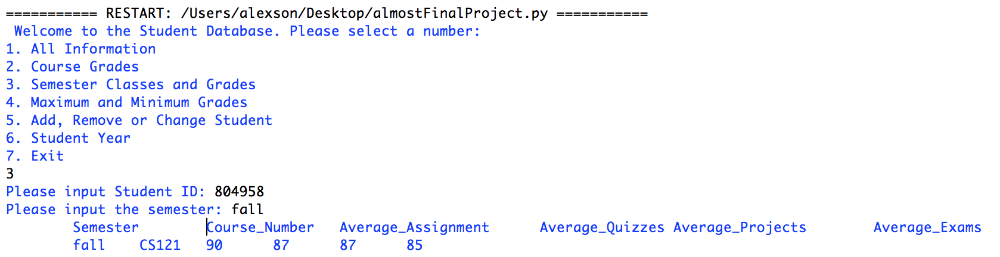 =========== RESTART: /Users/alexson/Desktop/almostFinalProject.py ===========
Welcome to the Student Database. Please select a number:
1. All Information
2. Course Grades
3. Semester Classes and Grades
4. Maximum and Minimum Grades
5. Add, Remove or Change Student
6. Student Year
7. Exit
3
Please input Student ID: 804958
Please input the semester: fall
Semester Course_Number Average_Assignment Average_Quizzes Average_Projects Average_Exams
fall CS121 90 87 87 85